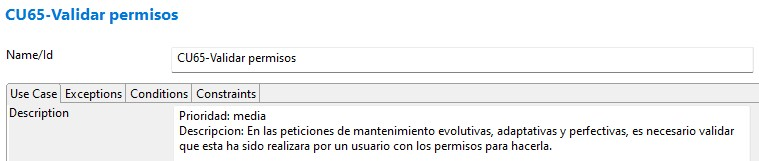 CU65-Validar permisos
Name/Id
CU65-Validar permisos
Use Case Exceptions Conditions Constraints
Description
Prioridad: media
Descripcion: En las peticiones de mantenimiento evolutivas, adaptativas y perfectivas, es necesario validar
que esta ha sido realizara por un usuario con los permisos para hacerla.